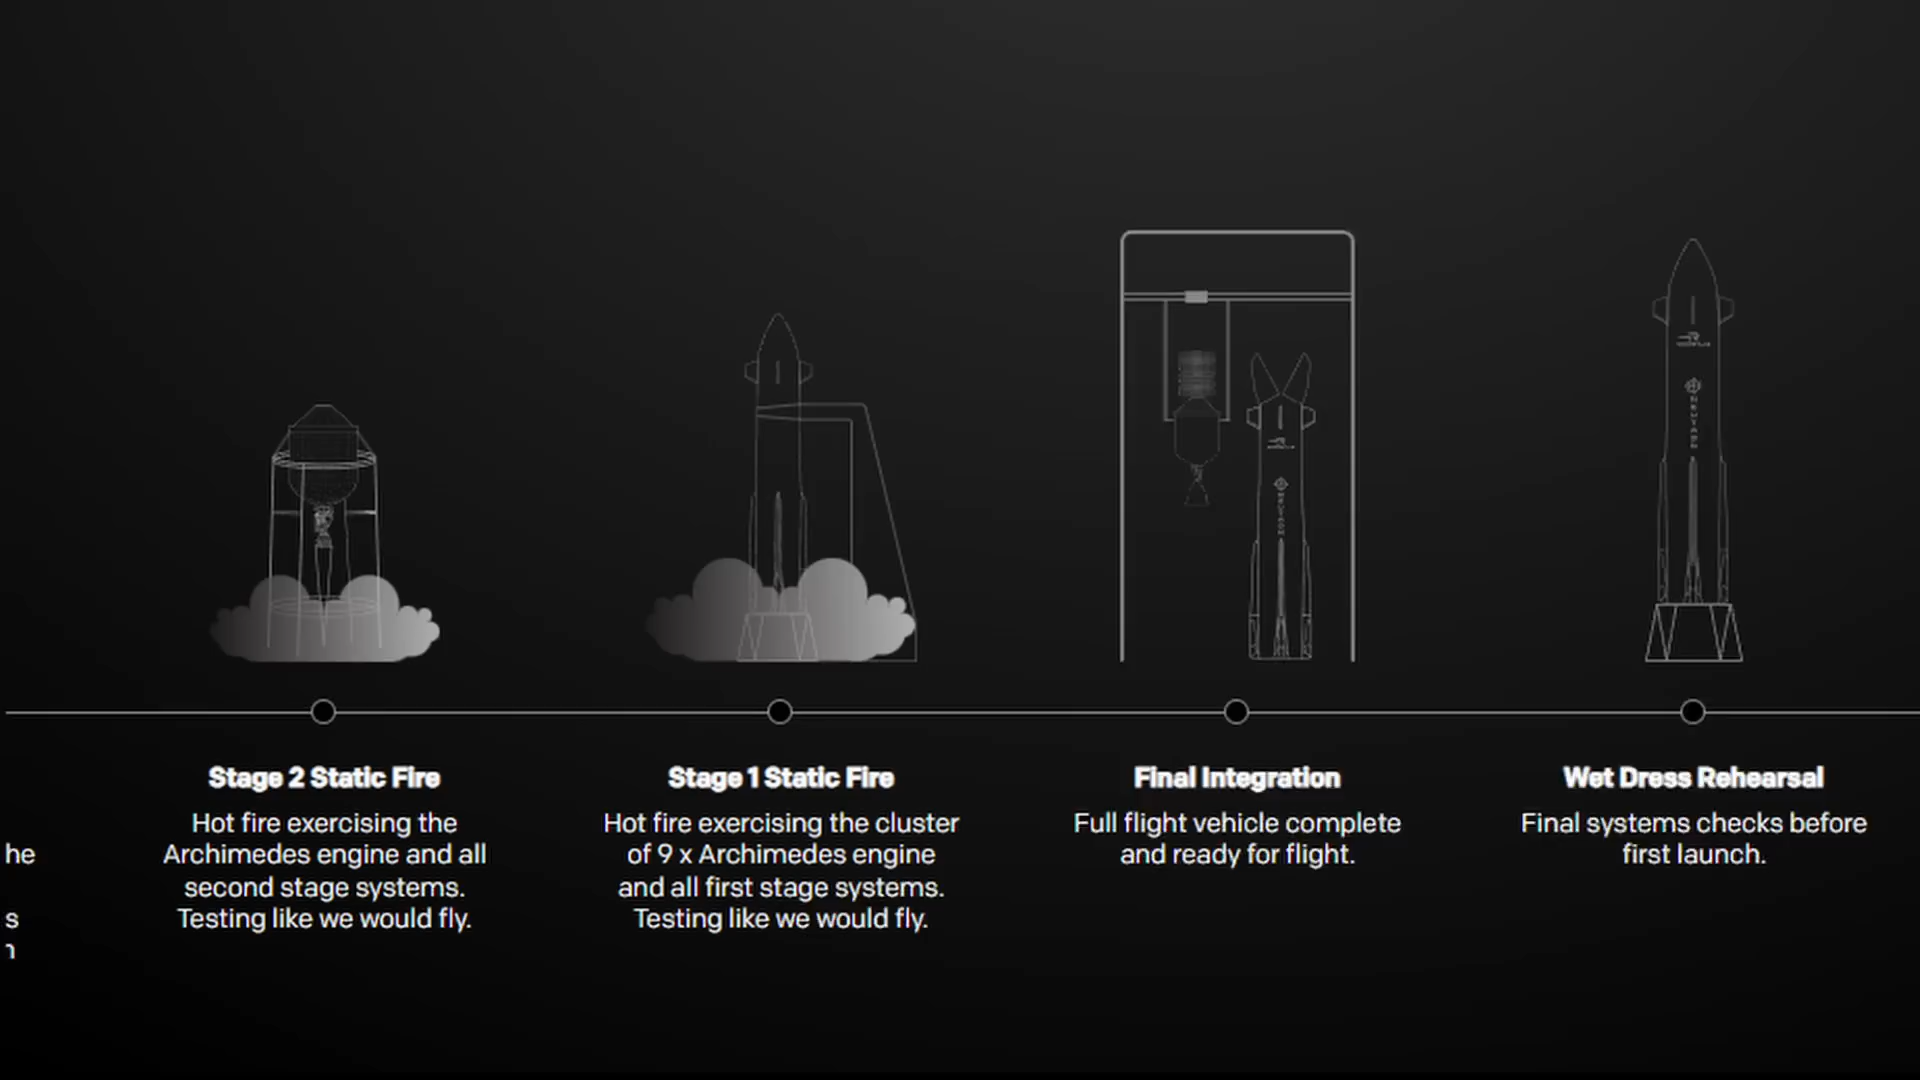 he
s
Stage 2 Static Fire
Hot fire exercising the
Archimedes engine and all
second stage systems.
Testing like we would fly.
Stage 1 Static Fire
Hot fire exercising the cluster
of 9 x Archimedes engine
and all first stage systems.
Testing like we would fly.
Final Integration
Full flight vehicle complete
and ready for flight.
NEUTRON
Wet Dress Rehearsal
Final systems checks before
first launch.
NEUTRON